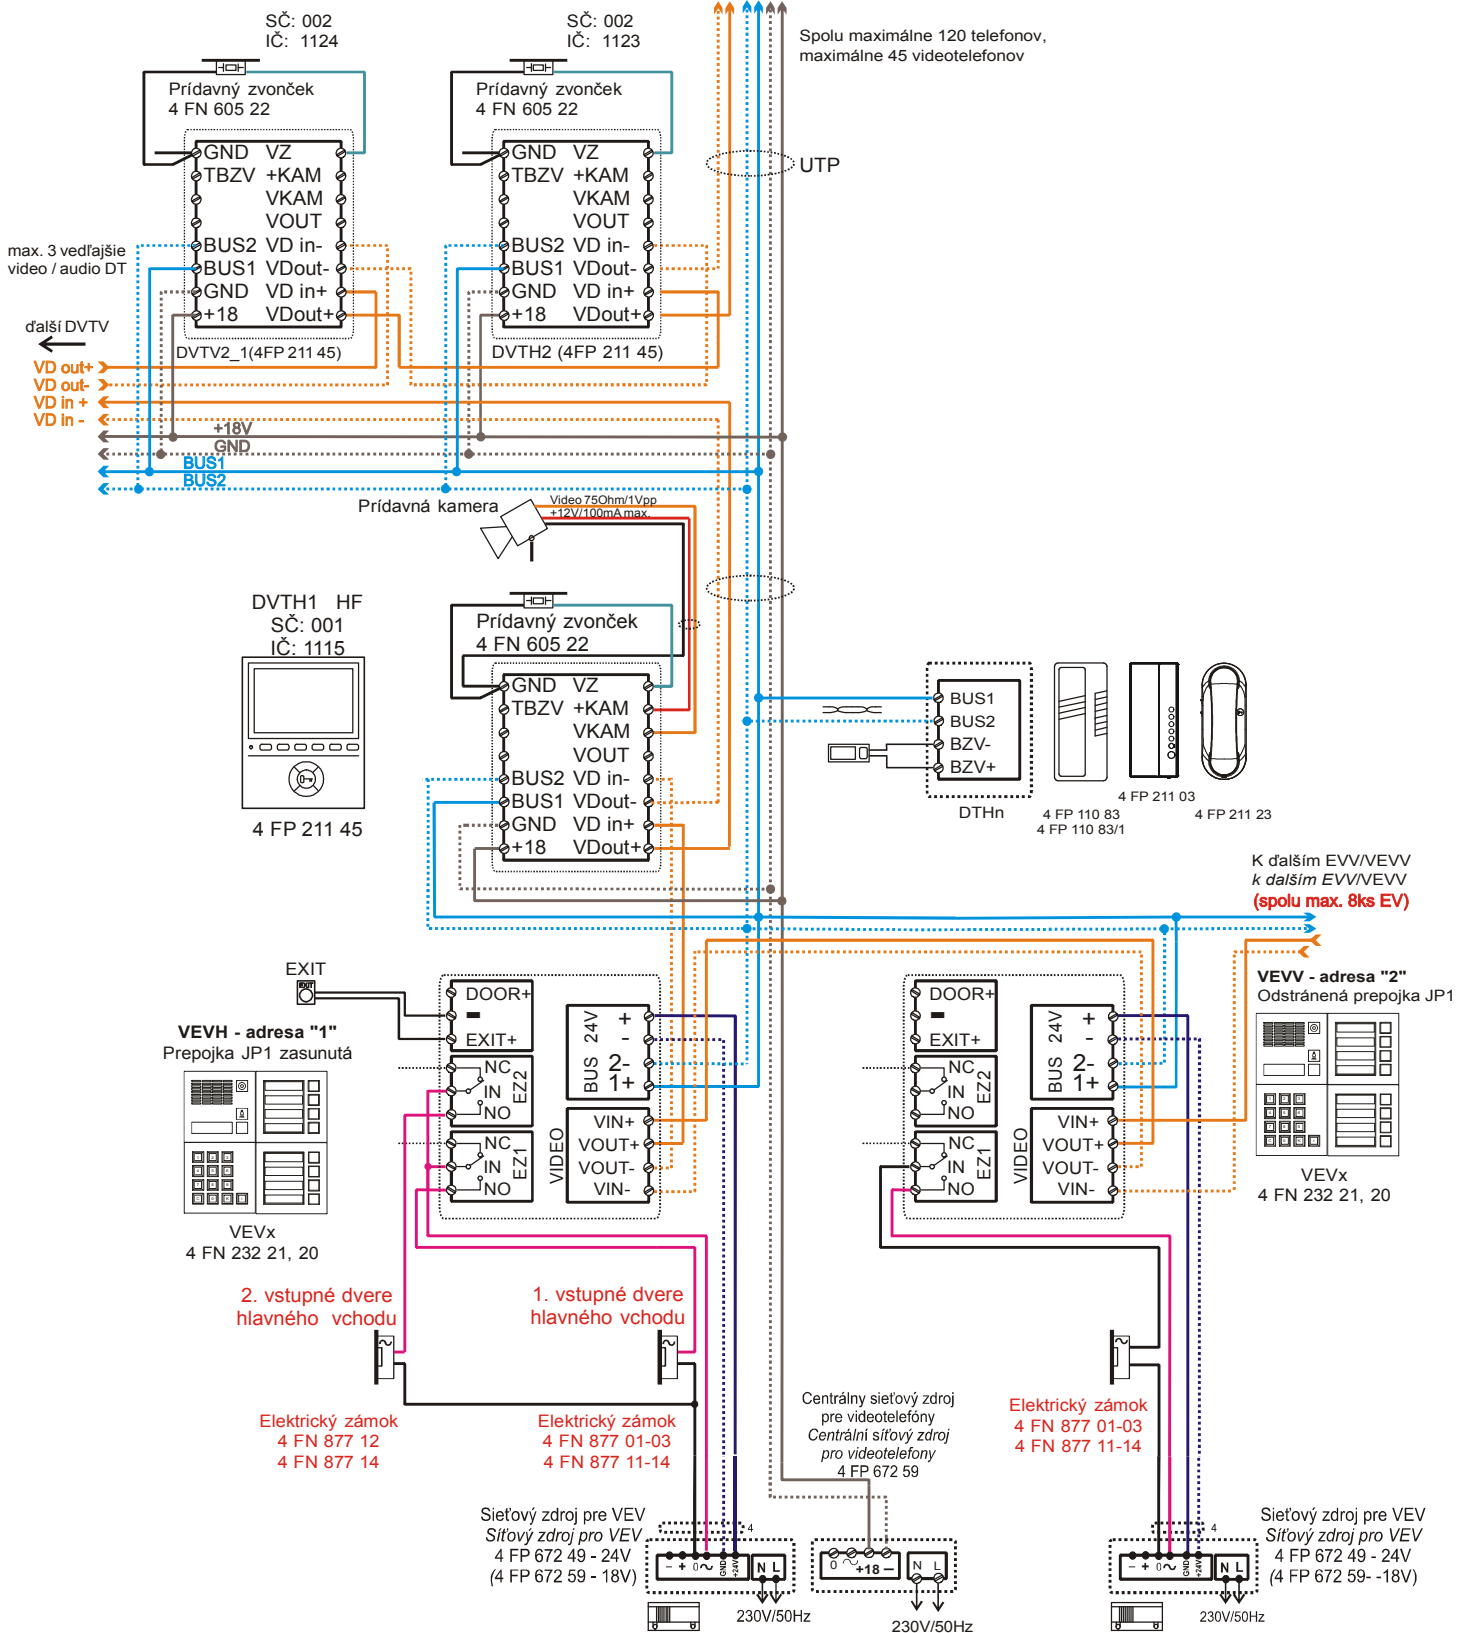 SČ: 002
IČ: 1124
SČ: 002
IČ: 1123
Spolu maximálne 120 telefonov,
maximálne 45 videotelefonov
Prídavný zvonček
4 FN 605 22
Prídavný zvonček
4 FN 605 22
UTP
GND VZ
TBZV +KAM
VKAM
VOUT
BUS2 VD in-
BUS1 VDout-
GND VD in+
+18 VDout+
GND VZ
TBZV +KAM
VKAM
VOUT
BUS2 VD in-
BUS1 VDout-
GND VD in+
+18 VDout+
max. 3 vedľajšie
video / audio DT
ďalší DVTV
DVTV2_1(4FP 211 45)
DVTH2 (4FP 211 45)
VD out+
VD out-
VD in +
VD in -
+18V
GND
BUS1
BUS2
Prídavná kamera
Video 75Ohm/1Vpp
+12V/100mA max.
DVTH1 HF
SČ: 001
IČ: 1115
4 FP 211 45
Prídavný zvonček
4 FN 605 22
GND VZ
TBZV +KAM
VKAM
VOUT
BUS2 VD in-
BUS1 VDout-
GND VD in+
+18 VDout+
BUS1
BUS2
BZV-
BZV+
DTHn
4 FP 110 83
4 FP 110 83/1
4 FP 211 03
4 FP 211 23
K ďalším EVV/VEVV
k dalším EVV/VEVV
(spolu max. 8ks EV)
EXIT
EXIT
VEVH - adresa "1"
Prepojka JP1 zasunutá
VEVx
4 FN 232 21, 20
DOOR+
-
EXIT+
NC
IN
NO
EZ2
NC
IN
NO
EZ1
BUS 24V
+
-
2-
1+
VIDEO
VIN+
VOUT+
VOUT-
VIN-
DOOR+
-
EXIT+
NC
IN
NO
EZ2
NC
IN
NO
EZ1
BUS 24V
+
-
2-
1+
VIDEO
VIN+
VOUT+
VOUT-
VIN-
VEVV - adresa "2"
Odstránená prepojka JP1
VEVx
4 FN 232 21, 20
2. vstupné dvere
hlavného vchodu
1. vstupné dvere
hlavného vchodu
Elektrický zámok
4 FN 877 12
4 FN 877 14
Elektrický zámok
4 FN 877 01-03
4 FN 877 11-14
Centrálny sieťový zdroj
pre videotelefóny
Centrální síťový zdroj
pro videotelefony
4 FP 672 59
Elektrický zámok
4 FN 877 01-03
4 FN 877 11-14
Sieťový zdroj pre VEV
Síťový zdroj pro VEV
4 FP 672 49 - 24V
(4 FP 672 59 - 18V)
4
- + 0 ~ GND +24V
N L
230V/50Hz
0 ~ +18 –
N L
230V/50Hz
4
- + 0 ~ GND +24V
N L
230V/50Hz
Sieťový zdroj pre VEV
Síťový zdroj pro VEV
4 FP 672 49 - 24V
(4 FP 672 59- -18V)